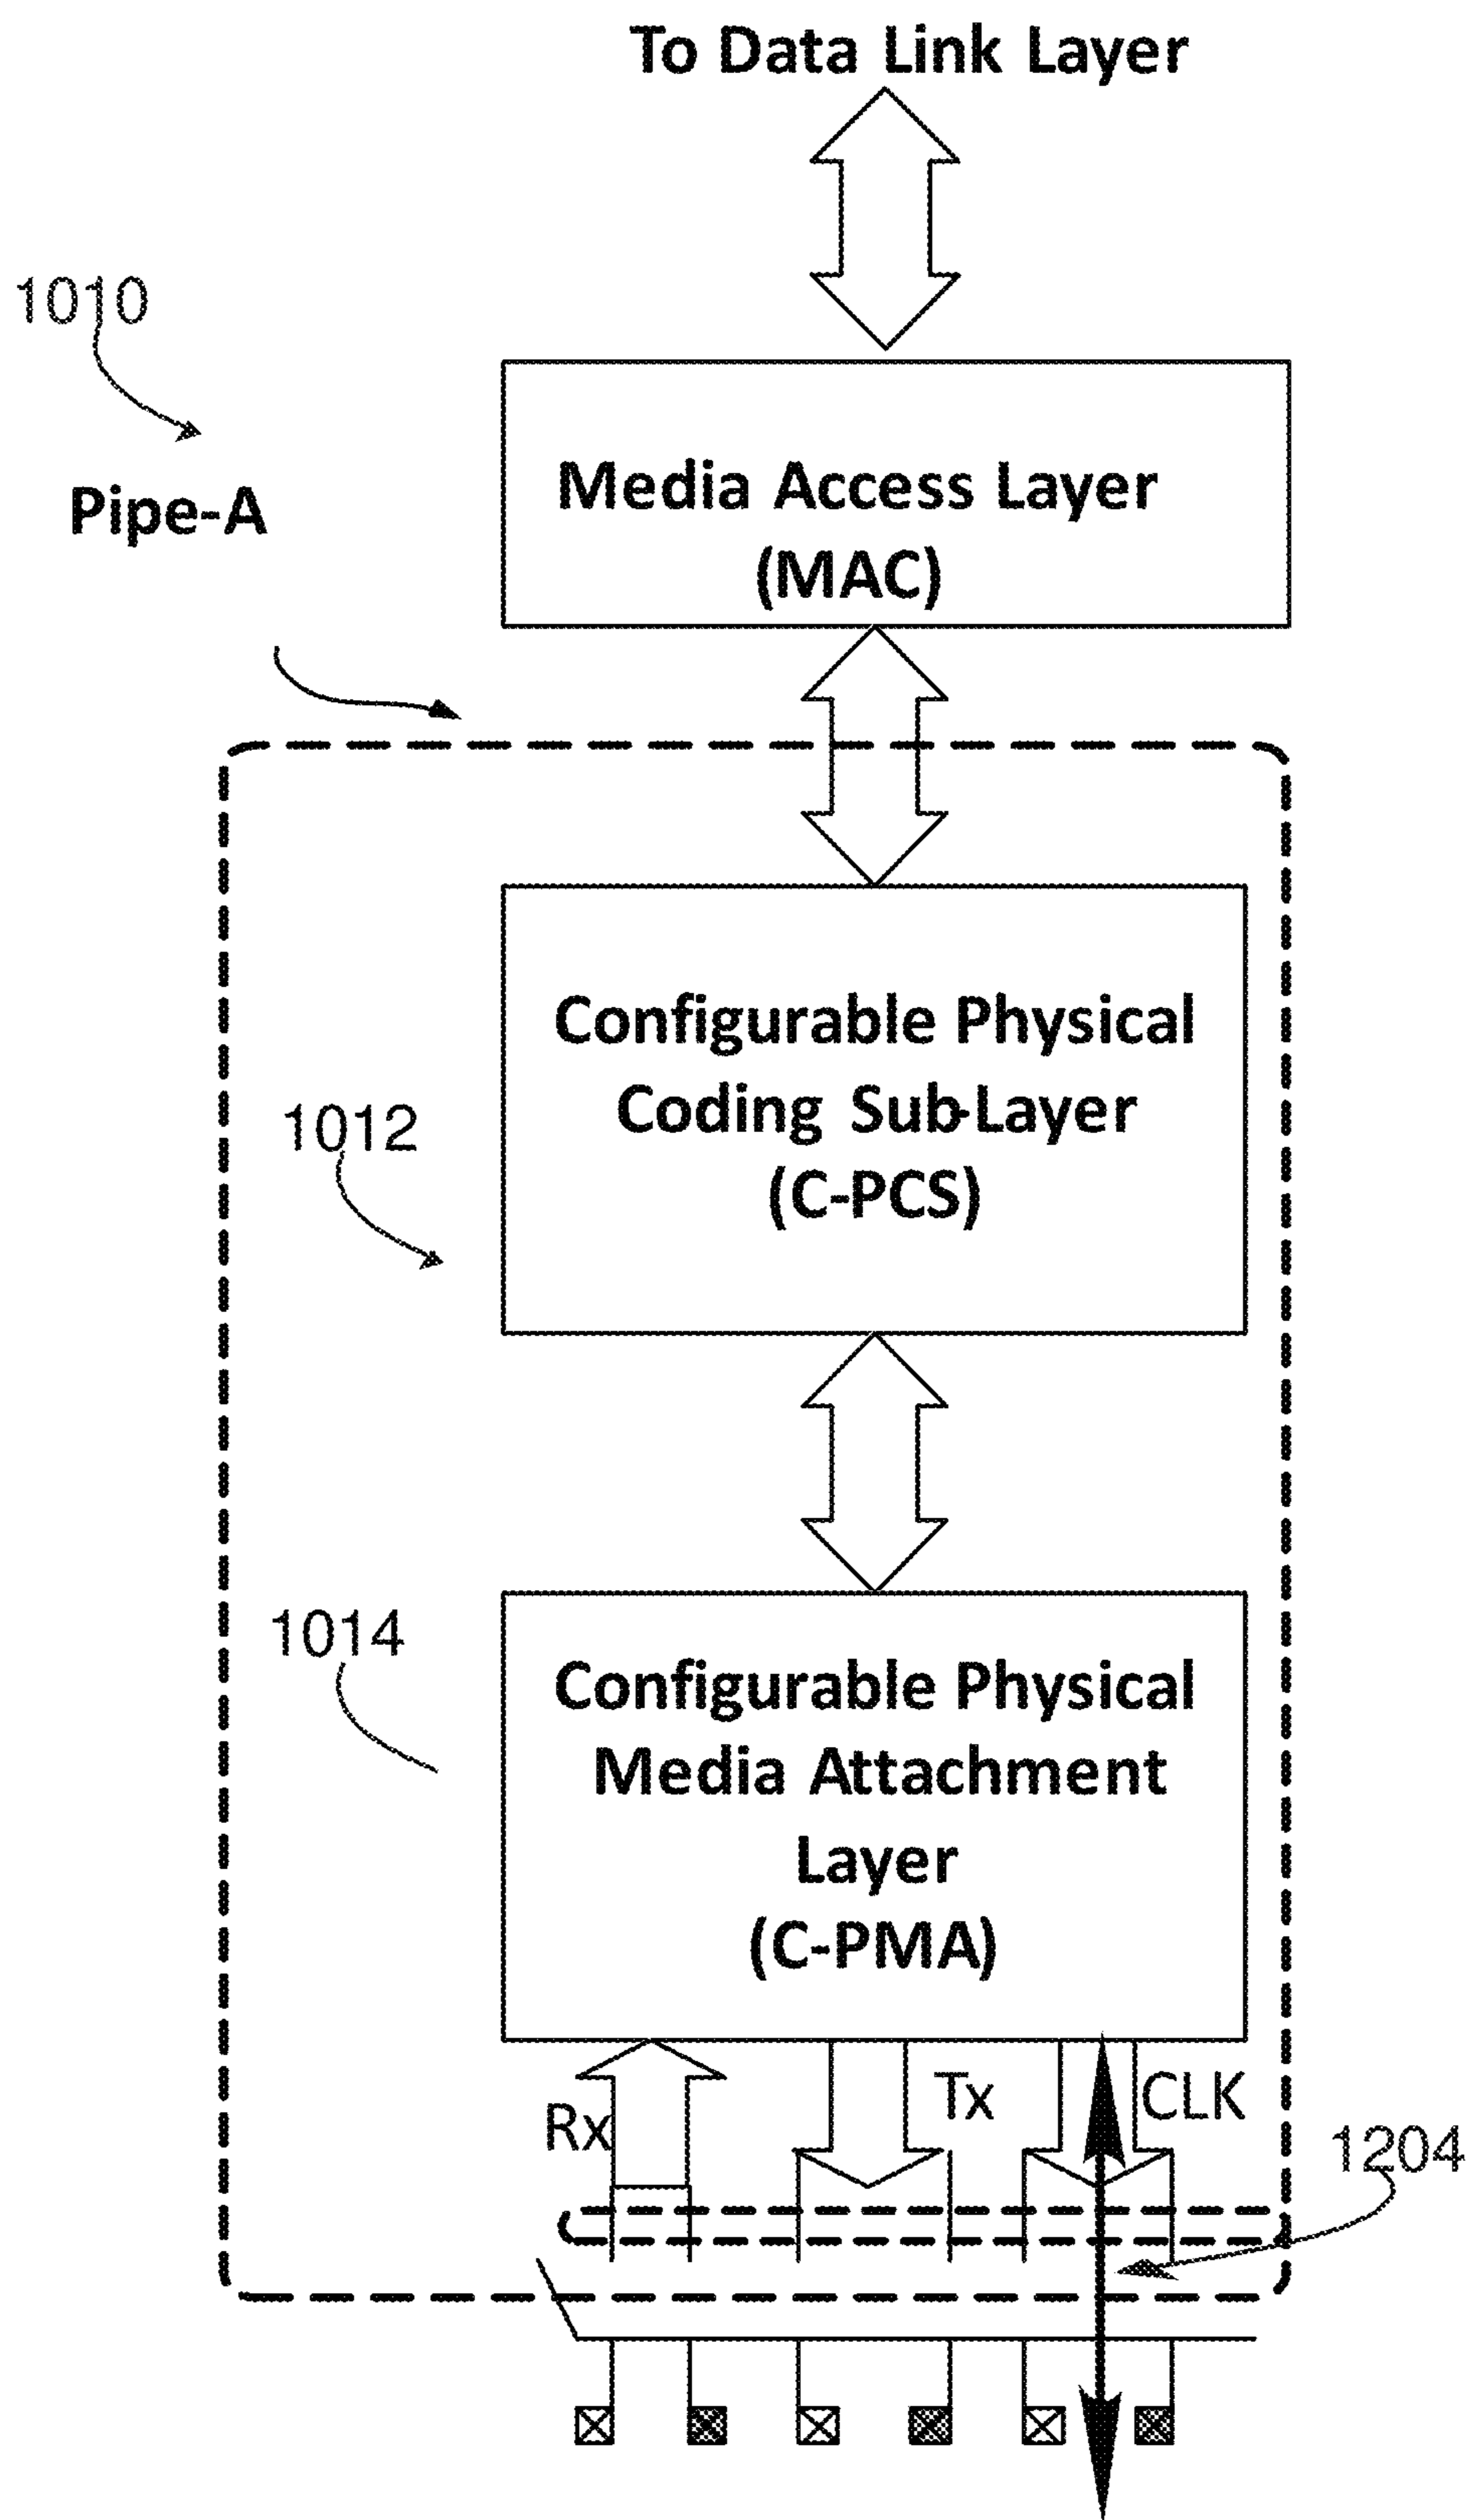 To Data Link Layer
1010
Pipe-A
Media Access Layer
(MAC)
Configurable Physical
Coding Sub-Layer
(C-PCS)
1012
Configurable Physical
Media Attachment
Layer
(C-PMA)
1014
Rx
Tx
CLK
1204